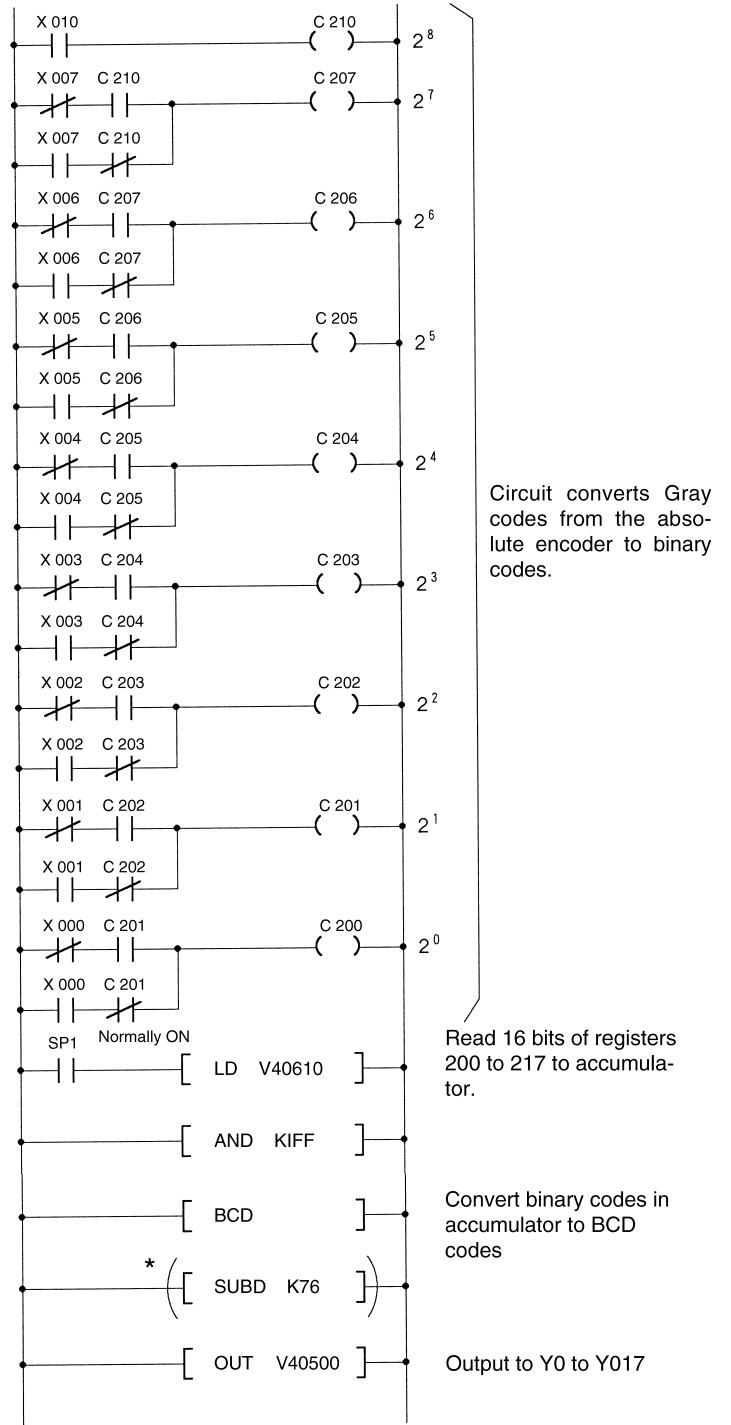 X 010 C 210
2⁸
X 007 C 210 C 207
2⁷
X 007 C 210
X 006 C 207 C 206
2⁶
X 006 C 207
X 005 C 206 C 205
2⁵
X 005 C 206
X 004 C 205 C 204
2⁴
X 004 C 205
X 003 C 204 C 203
2³
X 003 C 204
X 002 C 203 C 202
2²
X 002 C 203
X 001 C 202 C 201
2¹
X 001 C 202
X 000 C 201 C 200
2⁰
X 000 C 201
Circuit converts Gray
codes from the abso-
lute encoder to binary
codes.
SP1 Normally ON
LD V40610
Read 16 bits of registers
200 to 217 to accumula-
tor.
AND KIFF
BCD
Convert binary codes in
accumulator to BCD
codes
* SUBD K76
OUT V40500
Output to Y0 to Y017